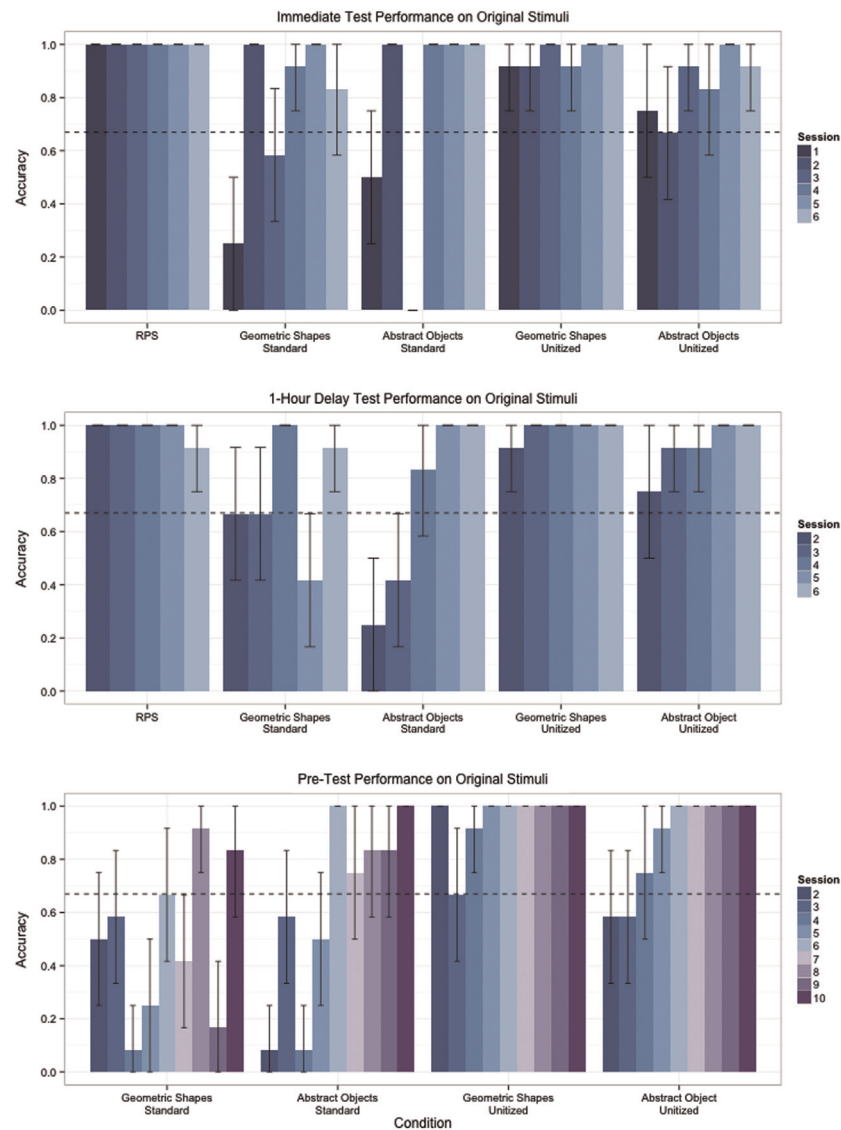 Immediate Test Performance on Original Stimuli
1.0
0.8
0.6
0.4
0.2
0.0
Accuracy
RPS
Geometric Shapes
Standard
Abstract Objects
Standard
Geometric Shapes
Unitized
Abstract Objects
Unitized
Session
1
2
3
4
5
6
1-Hour Delay Test Performance on Original Stimuli
1.0
0.8
0.6
0.4
0.2
0.0
Accuracy
RPS
Geometric Shapes
Standard
Abstract Objects
Standard
Geometric Shapes
Unitized
Abstract Object
Unitized
Session
2
3
4
5
6
Pre-Test Performance on Original Stimuli
1.0
0.8
0.6
0.4
0.2
0.0
Accuracy
Geometric Shapes
Standard
Abstract Objects
Standard
Geometric Shapes
Unitized
Abstract Object
Unitized
Condition
Session
2
3
4
5
6
7
8
9
10